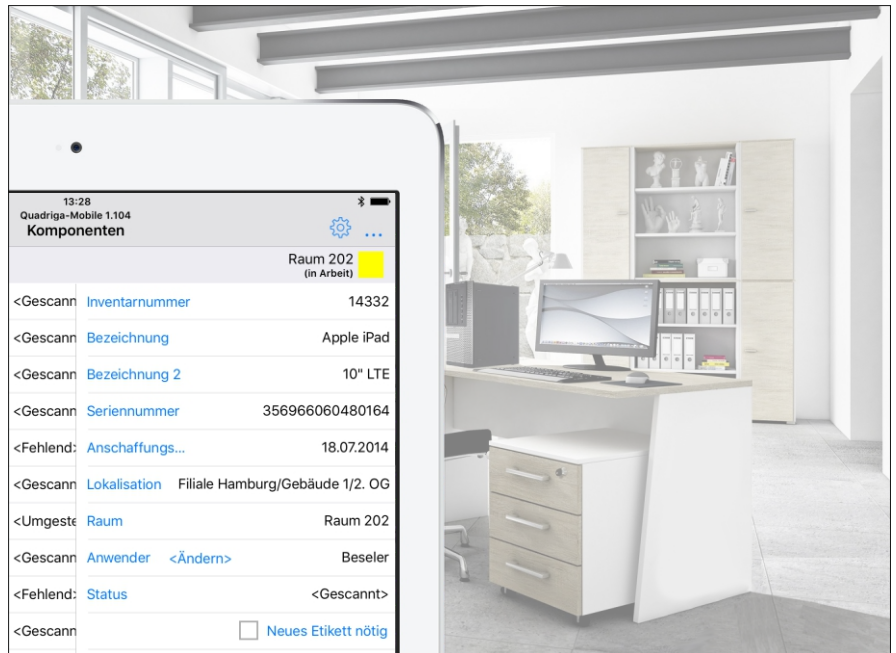 13:28
Quadriga-Mobile 1.104
Komponenten
...
Raum 202
(in Arbeit)
<Gescann Inventarnummer 14332
<Gescann Bezeichnung Apple iPad
<Gescann Bezeichnung 2 10" LTE
<Gescann Seriennummer 356966060480164
<Fehlend> Anschaffungs... 18.07.2014
<Gescann Lokalisation Filiale Hamburg/Gebäude 1/2. OG
<Umgeste Raum Raum 202
<Gescann Anwender <Ändern> Beseler
<Fehlend> Status <Gescannt>
<Gescann Neues Etikett nötig